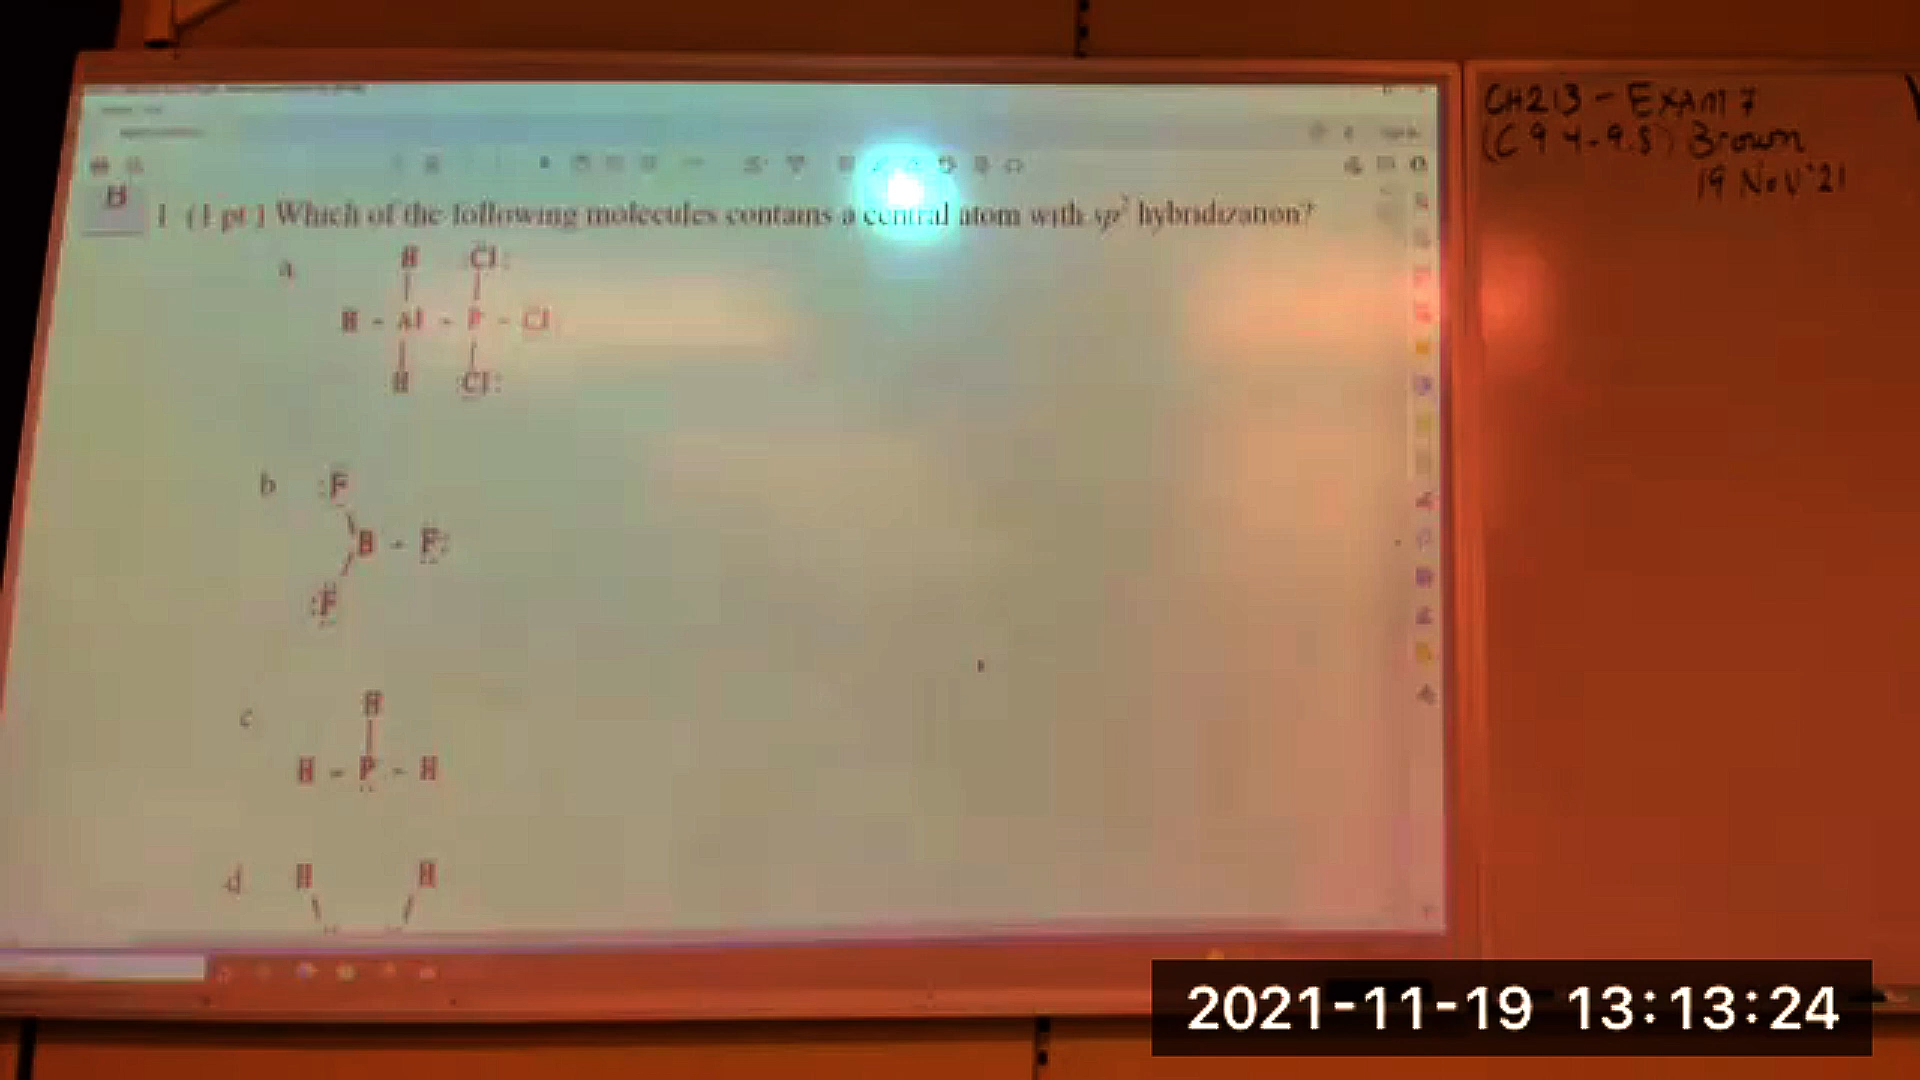 CH213 - EXAM 7
(C 9 4-9.5) Brown
19 NOV '21
B
1 (1 pt ) Which of the following molecules contains a central atom with sp² hybridization?
a
H :Cl:
H - Al - P - Cl
H :Cl:
b :F
B - F:
:F
c H
H - P - H
d H H
2021-11-19 13:13:24